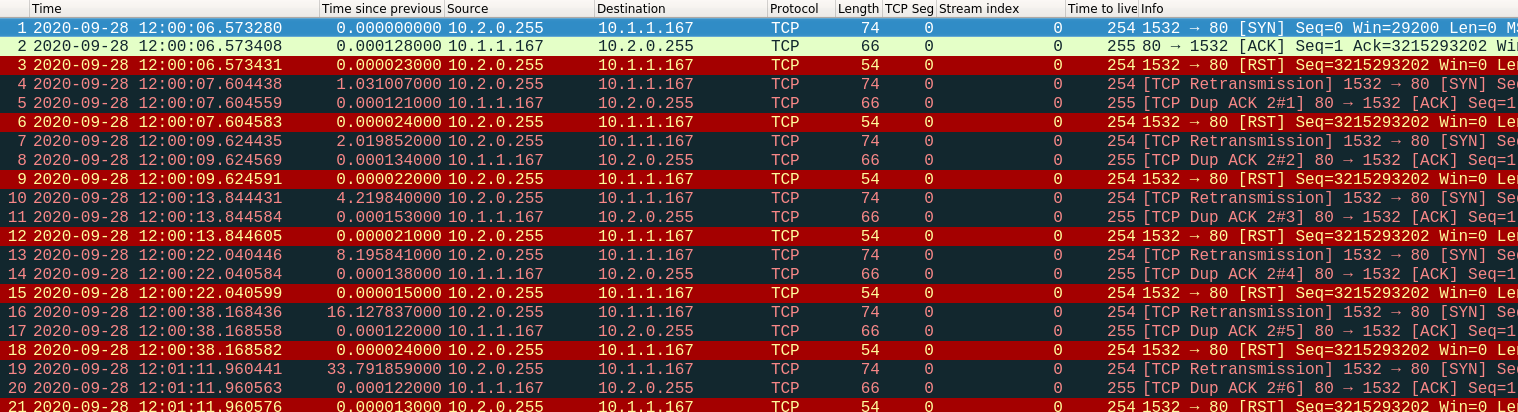 Time Time since previous Source Destination Protocol Length TCP Seg Stream index Time to live Info
1 2020-09-28 12:00:06.573280 0.000000000 10.2.0.255 10.1.1.167 TCP 74 0 0 254 1532 → 80 [SYN] Seq=0 Win=29200 Len=0 MS
2 2020-09-28 12:00:06.573408 0.000128000 10.1.1.167 10.2.0.255 TCP 66 0 0 255 80 → 1532 [ACK] Seq=1 Ack=3215293202 Win
3 2020-09-28 12:00:06.573431 0.000023000 10.2.0.255 10.1.1.167 TCP 54 0 0 254 1532 → 80 [RST] Seq=3215293202 Win=0 Len
4 2020-09-28 12:00:07.604438 1.031007000 10.2.0.255 10.1.1.167 TCP 74 0 0 254 [TCP Retransmission] 1532 → 80 [SYN] Seq
5 2020-09-28 12:00:07.604559 0.000121000 10.1.1.167 10.2.0.255 TCP 66 0 0 255 [TCP Dup ACK 2#1] 80 → 1532 [ACK] Seq=1
6 2020-09-28 12:00:07.604583 0.000024000 10.2.0.255 10.1.1.167 TCP 54 0 0 254 1532 → 80 [RST] Seq=3215293202 Win=0 Len
7 2020-09-28 12:00:09.624435 2.019852000 10.2.0.255 10.1.1.167 TCP 74 0 0 254 [TCP Retransmission] 1532 → 80 [SYN] Seq
8 2020-09-28 12:00:09.624569 0.000134000 10.1.1.167 10.2.0.255 TCP 66 0 0 255 [TCP Dup ACK 2#2] 80 → 1532 [ACK] Seq=1
9 2020-09-28 12:00:09.624591 0.000022000 10.2.0.255 10.1.1.167 TCP 54 0 0 254 1532 → 80 [RST] Seq=3215293202 Win=0 Len
10 2020-09-28 12:00:13.844431 4.219840000 10.2.0.255 10.1.1.167 TCP 74 0 0 254 [TCP Retransmission] 1532 → 80 [SYN] Seq
11 2020-09-28 12:00:13.844584 0.000153000 10.1.1.167 10.2.0.255 TCP 66 0 0 255 [TCP Dup ACK 2#3] 80 → 1532 [ACK] Seq=1
12 2020-09-28 12:00:13.844605 0.000021000 10.2.0.255 10.1.1.167 TCP 54 0 0 254 1532 → 80 [RST] Seq=3215293202 Win=0 Len
13 2020-09-28 12:00:22.040446 8.195841000 10.2.0.255 10.1.1.167 TCP 74 0 0 254 [TCP Retransmission] 1532 → 80 [SYN] Seq
14 2020-09-28 12:00:22.040584 0.000138000 10.1.1.167 10.2.0.255 TCP 66 0 0 255 [TCP Dup ACK 2#4] 80 → 1532 [ACK] Seq=1
15 2020-09-28 12:00:22.040599 0.000015000 10.2.0.255 10.1.1.167 TCP 54 0 0 254 1532 → 80 [RST] Seq=3215293202 Win=0 Len
16 2020-09-28 12:00:38.168436 16.127837000 10.2.0.255 10.1.1.167 TCP 74 0 0 254 [TCP Retransmission] 1532 → 80 [SYN] Seq
17 2020-09-28 12:00:38.168558 0.000122000 10.1.1.167 10.2.0.255 TCP 66 0 0 255 [TCP Dup ACK 2#5] 80 → 1532 [ACK] Seq=1
18 2020-09-28 12:00:38.168582 0.000024000 10.2.0.255 10.1.1.167 TCP 54 0 0 254 1532 → 80 [RST] Seq=3215293202 Win=0 Len
19 2020-09-28 12:01:11.960441 33.791859000 10.2.0.255 10.1.1.167 TCP 74 0 0 254 [TCP Retransmission] 1532 → 80 [SYN] Seq
20 2020-09-28 12:01:11.960563 0.000122000 10.1.1.167 10.2.0.255 TCP 66 0 0 255 [TCP Dup ACK 2#6] 80 → 1532 [ACK] Seq=1
21 2020-09-28 12:01:11.960576 0.000013000 10.2.0.255 10.1.1.167 TCP 54 0 0 254 1532 → 80 [RST] Seq=3215293202 Win=0 Len